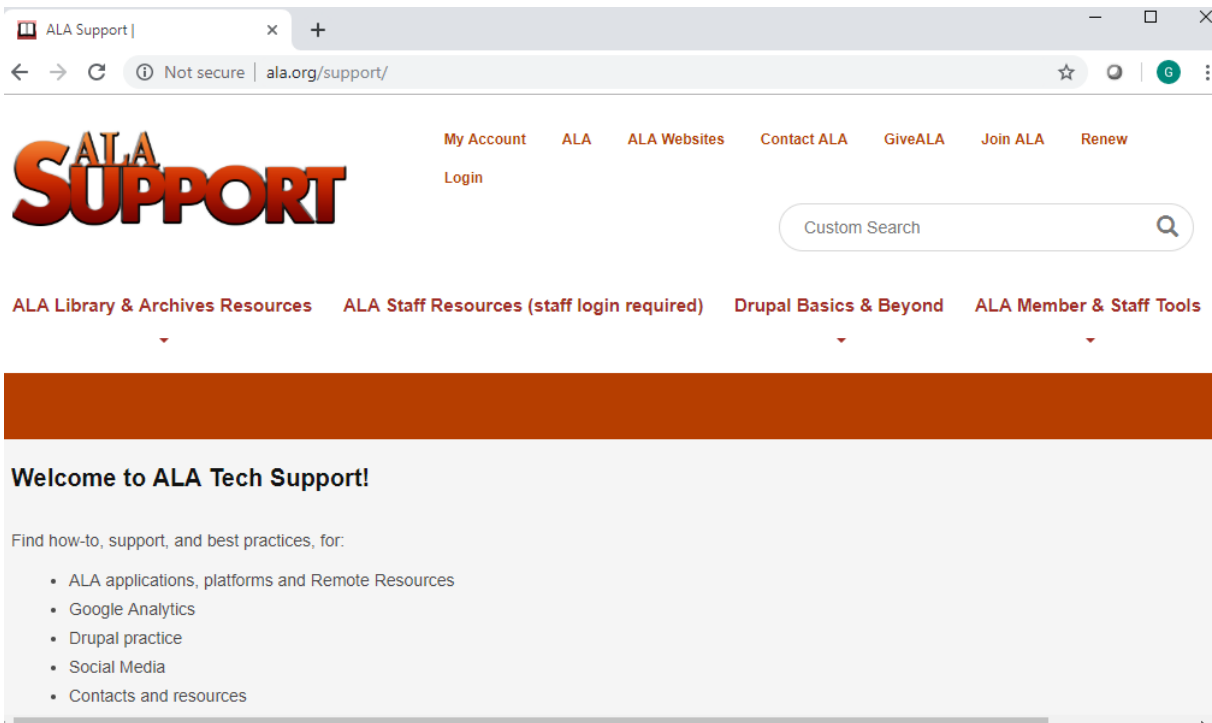 ALA Support |
Not secure | ala.org/support/
G
ALA
SUPPORT
My Account ALA ALA Websites Contact ALA GiveALA Join ALA Renew
Login
Custom Search
ALA Library & Archives Resources ALA Staff Resources (staff login required) Drupal Basics & Beyond ALA Member & Staff Tools
Welcome to ALA Tech Support!
Find how-to, support, and best practices, for:
• ALA applications, platforms and Remote Resources
• Google Analytics
• Drupal practice
• Social Media
• Contacts and resources